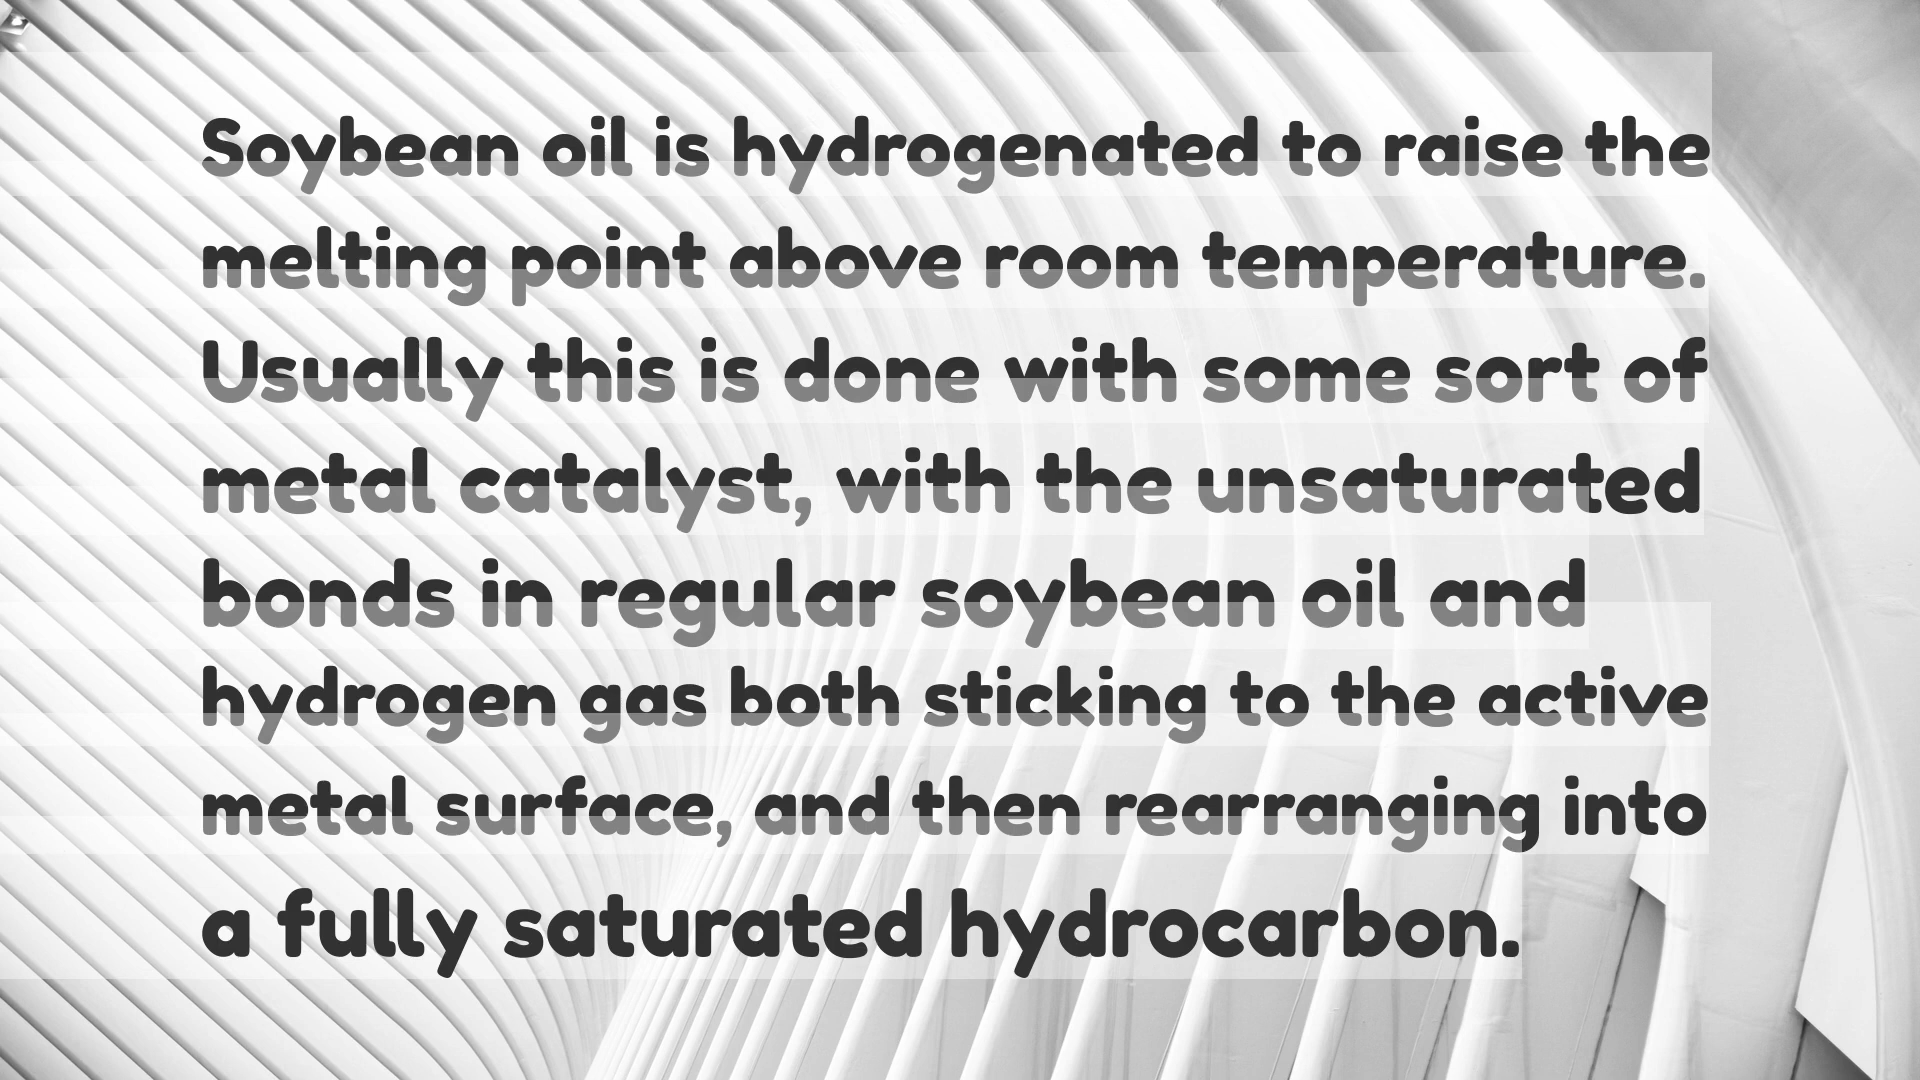 Soybean oil is hydrogenated to raise the
melting point above room temperature.
Usually this is done with some sort of
metal catalyst, with the unsaturated
bonds in regular soybean oil and
hydrogen gas both sticking to the active
metal surface, and then rearranging into
a fully saturated hydrocarbon.